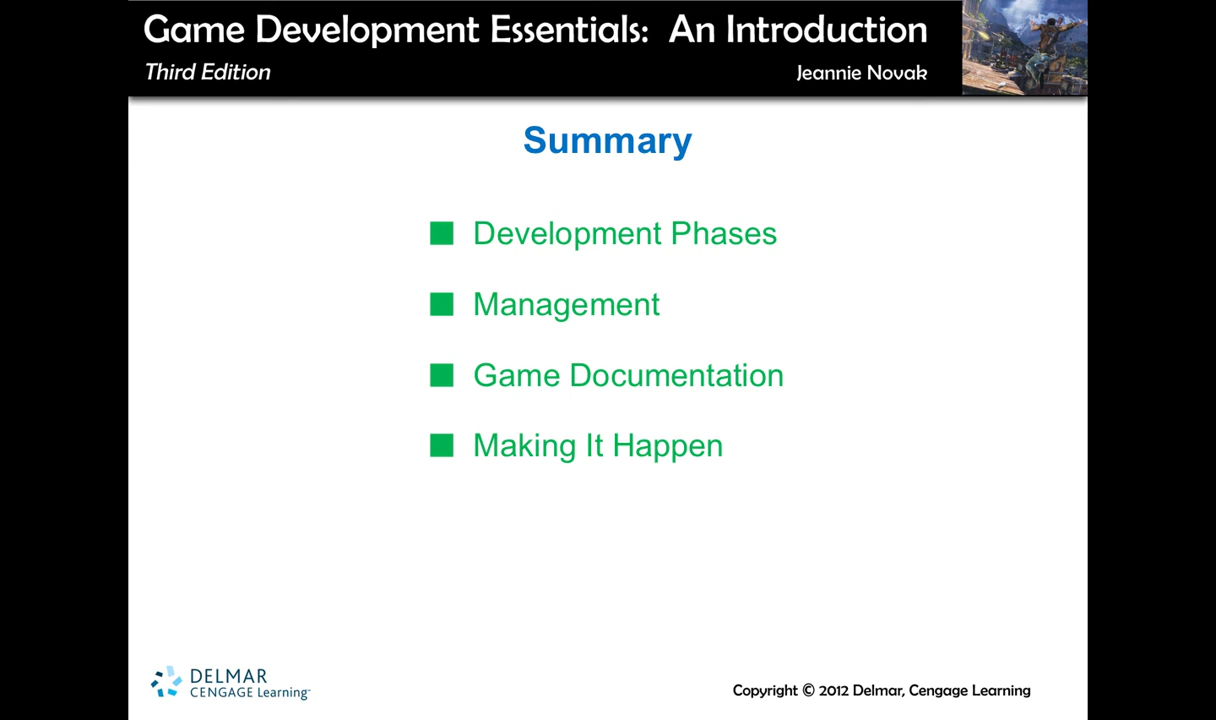 Game Development Essentials: An Introduction
Third Edition
Jeannie Novak
Summary
Development Phases
Management
Game Documentation
Making It Happen
DELMAR
CENGAGE Learning™
Copyright © 2012 Delmar, Cengage Learning